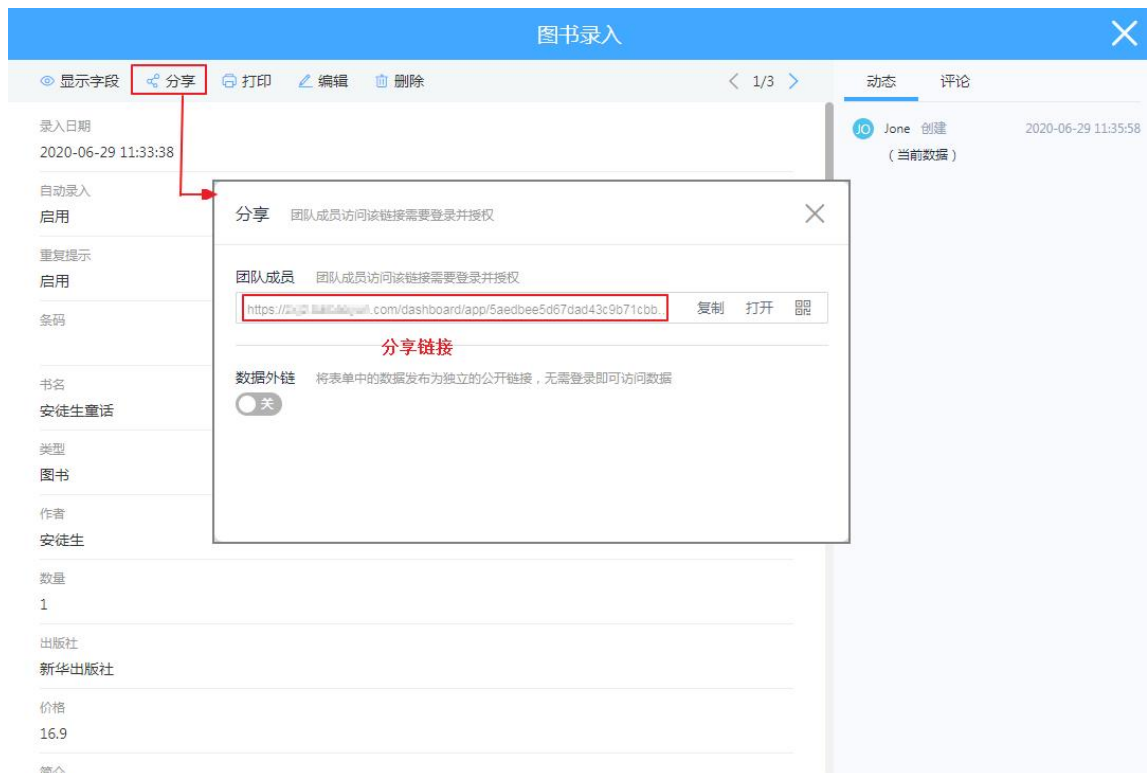 图书录入
显示字段 分享 打印 编辑 删除 1/3 动态 评论
录入日期
2020-06-29 11:33:38
JO Jone 创建 2020-06-29 11:35:58
(当前数据)
自动录入
启用
重复提示
启用
条码
书名
安徒生童话
类型
图书
作者
安徒生
数量
1
出版社
新华出版社
价格
16.9
简介
分享 团队成员访问该链接需要登录并授权
团队成员 团队成员访问该链接需要登录并授权
https:// .com/dashboard/app/5aedbee5d67dad43c9b71cbb.. 复制 打开
分享链接
数据外链 将表单中的数据发布为独立的公开链接,无需登录即可访问数据
关